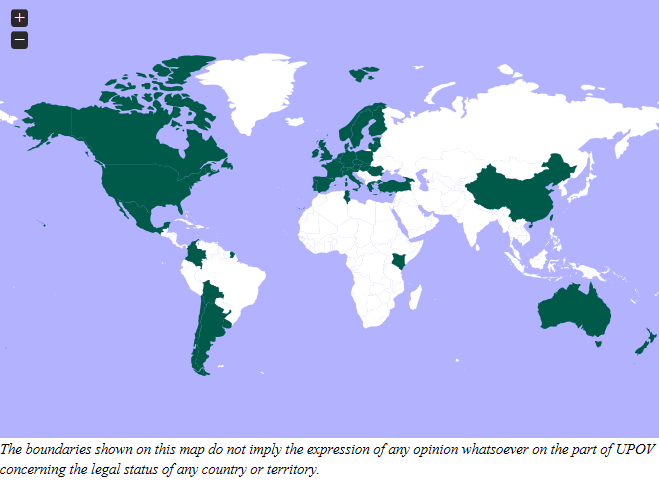 +
−
The boundaries shown on this map do not imply the expression of any opinion whatsoever on the part of UPOV
concerning the legal status of any country or territory.